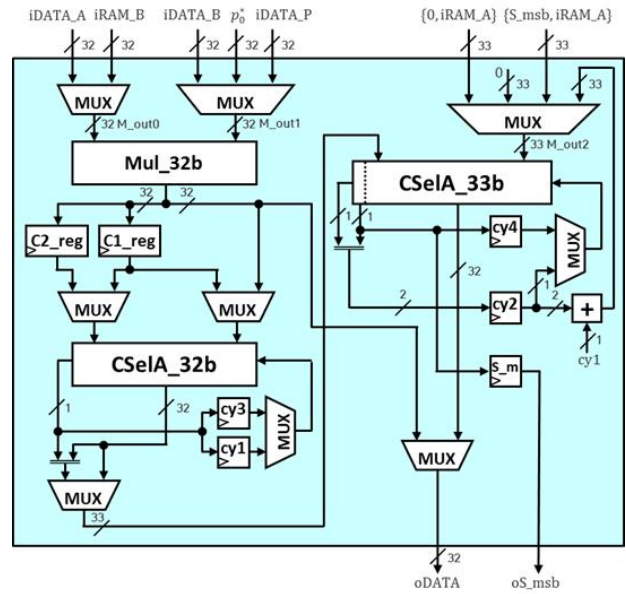 iDATA_A iRAM_B iDATA_B p₀* iDATA_P {0, iRAM_A} {S_msb, iRAM_A}
32 32 32 32 32 33 33
0 33 33
MUX MUX MUX
32 M_out0 32 M_out1 33 M_out2
Mul_32b CSelA_33b
32 32 1 1
C2_reg C1_reg cy4 MUX
32
MUX MUX 2 cy2 1 2 +
1
cy1
CSelA_32b S_m
1 32
cy3
cy1 MUX
MUX MUX
33
32
oDATA oS_msb